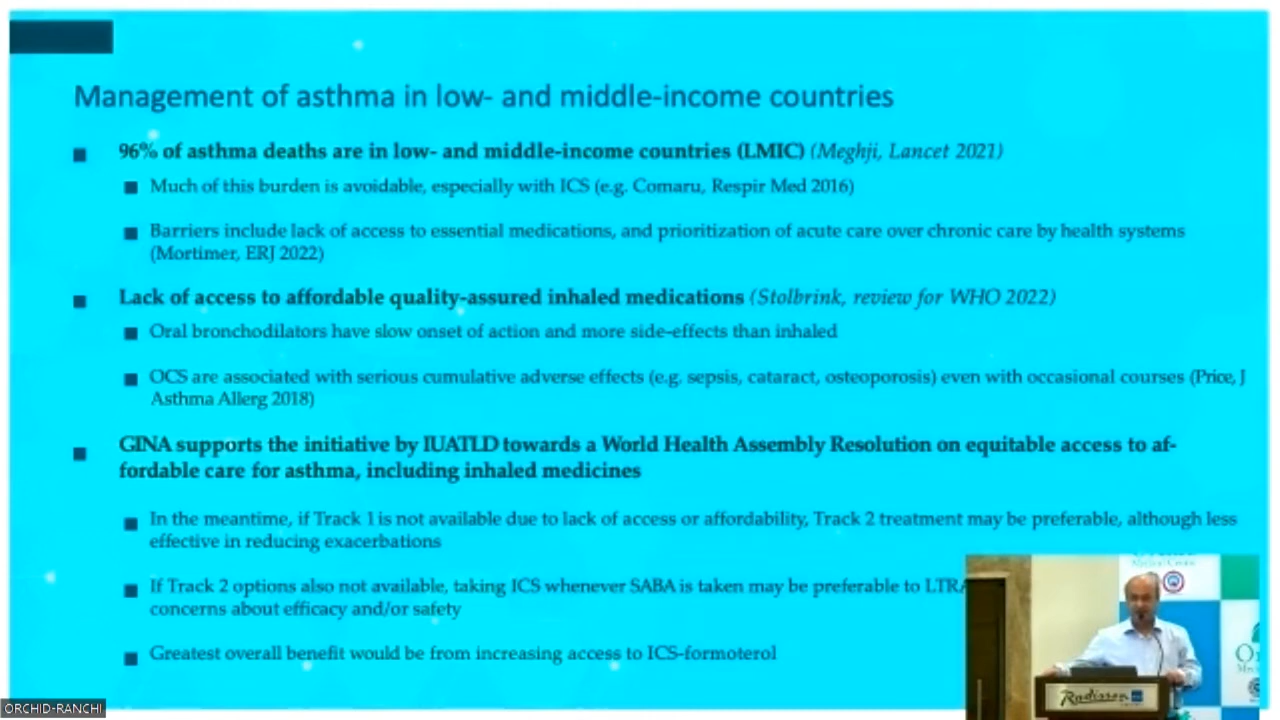 Management of asthma in low- and middle-income countries
96% of asthma deaths are in low- and middle-income countries (LMIC) (Meghji, Lancet 2021)
Much of this burden is avoidable, especially with ICS (e.g. Comaru, Respir Med 2016)
Barriers include lack of access to essential medications, and prioritization of acute care over chronic care by health systems
(Mortimer, ERJ 2022)
Lack of access to affordable quality-assured inhaled medications (Stolbrink, review for WHO 2022)
Oral bronchodilators have slow onset of action and more side-effects than inhaled
OCS are associated with serious cumulative adverse effects (e.g. sepsis, cataract, osteoporosis) even with occasional courses (Price, J
Asthma Allerg 2018)
GINA supports the initiative by IUATLD towards a World Health Assembly Resolution on equitable access to af-
fordable care for asthma, including inhaled medicines
In the meantime, if Track 1 is not available due to lack of access or affordability, Track 2 treatment may be preferable, although less
effective in reducing exacerbations
If Track 2 options also not available, taking ICS whenever SABA is taken may be preferable to LTRA
concerns about efficacy and/or safety
Greatest overall benefit would be from increasing access to ICS-formoterol
Radisson
ORCHID-RANCHI